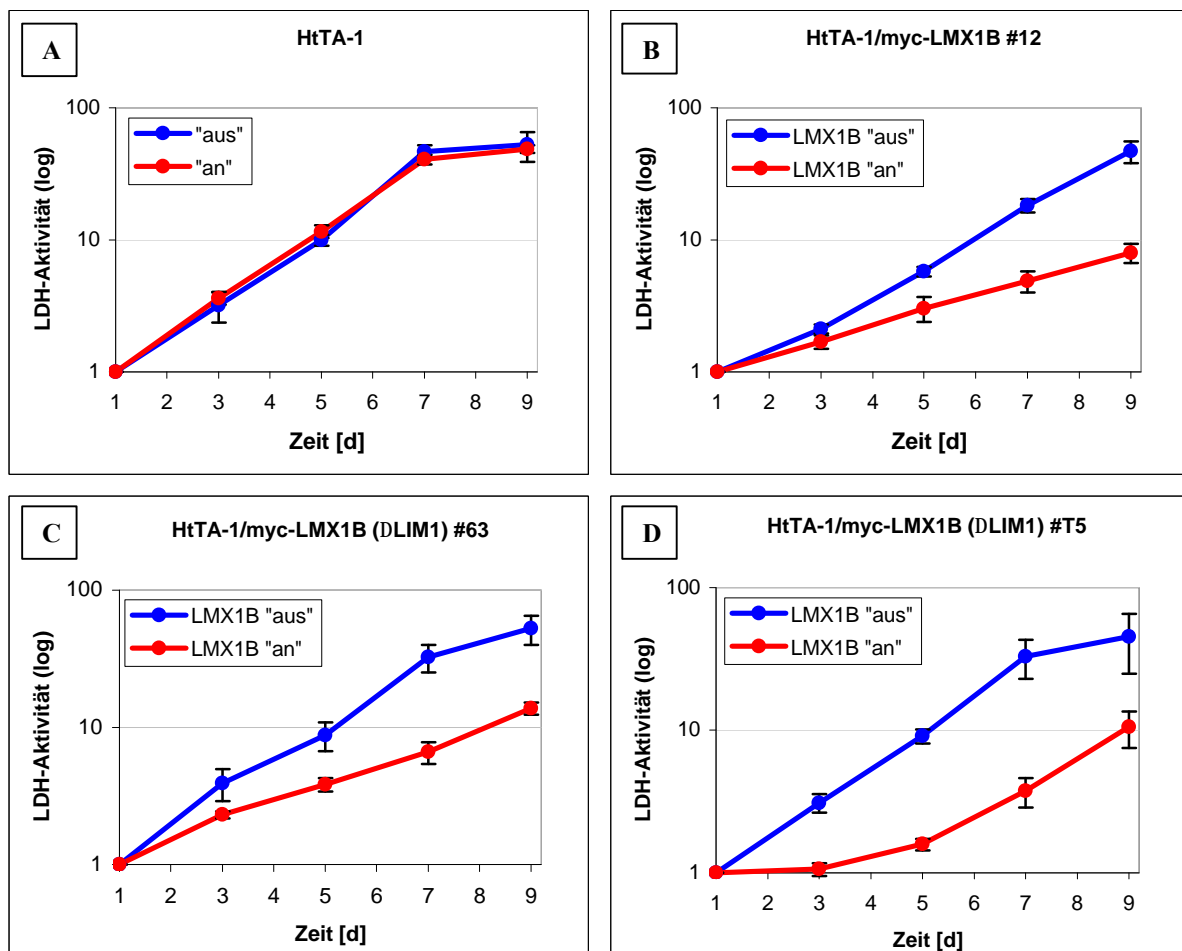 A
HtTA-1
100
10
1
"aus"
"an"
LDH-Aktivität (log)
1 2 3 4 5 6 7 8 9
Zeit [d]
B
HtTA-1/myc-LMX1B #12
100
10
1
LMX1B "aus"
LMX1B "an"
LDH-Aktivität (log)
1 2 3 4 5 6 7 8 9
Zeit [d]
C
HtTA-1/myc-LMX1B (DLIM1) #63
100
10
1
LMX1B "aus"
LMX1B "an"
LDH-Aktivität (log)
1 2 3 4 5 6 7 8 9
Zeit [d]
D
HtTA-1/myc-LMX1B (DLIM1) #T5
100
10
1
LMX1B "aus"
LMX1B "an"
LDH-Aktivität (log)
1 2 3 4 5 6 7 8 9
Zeit [d]